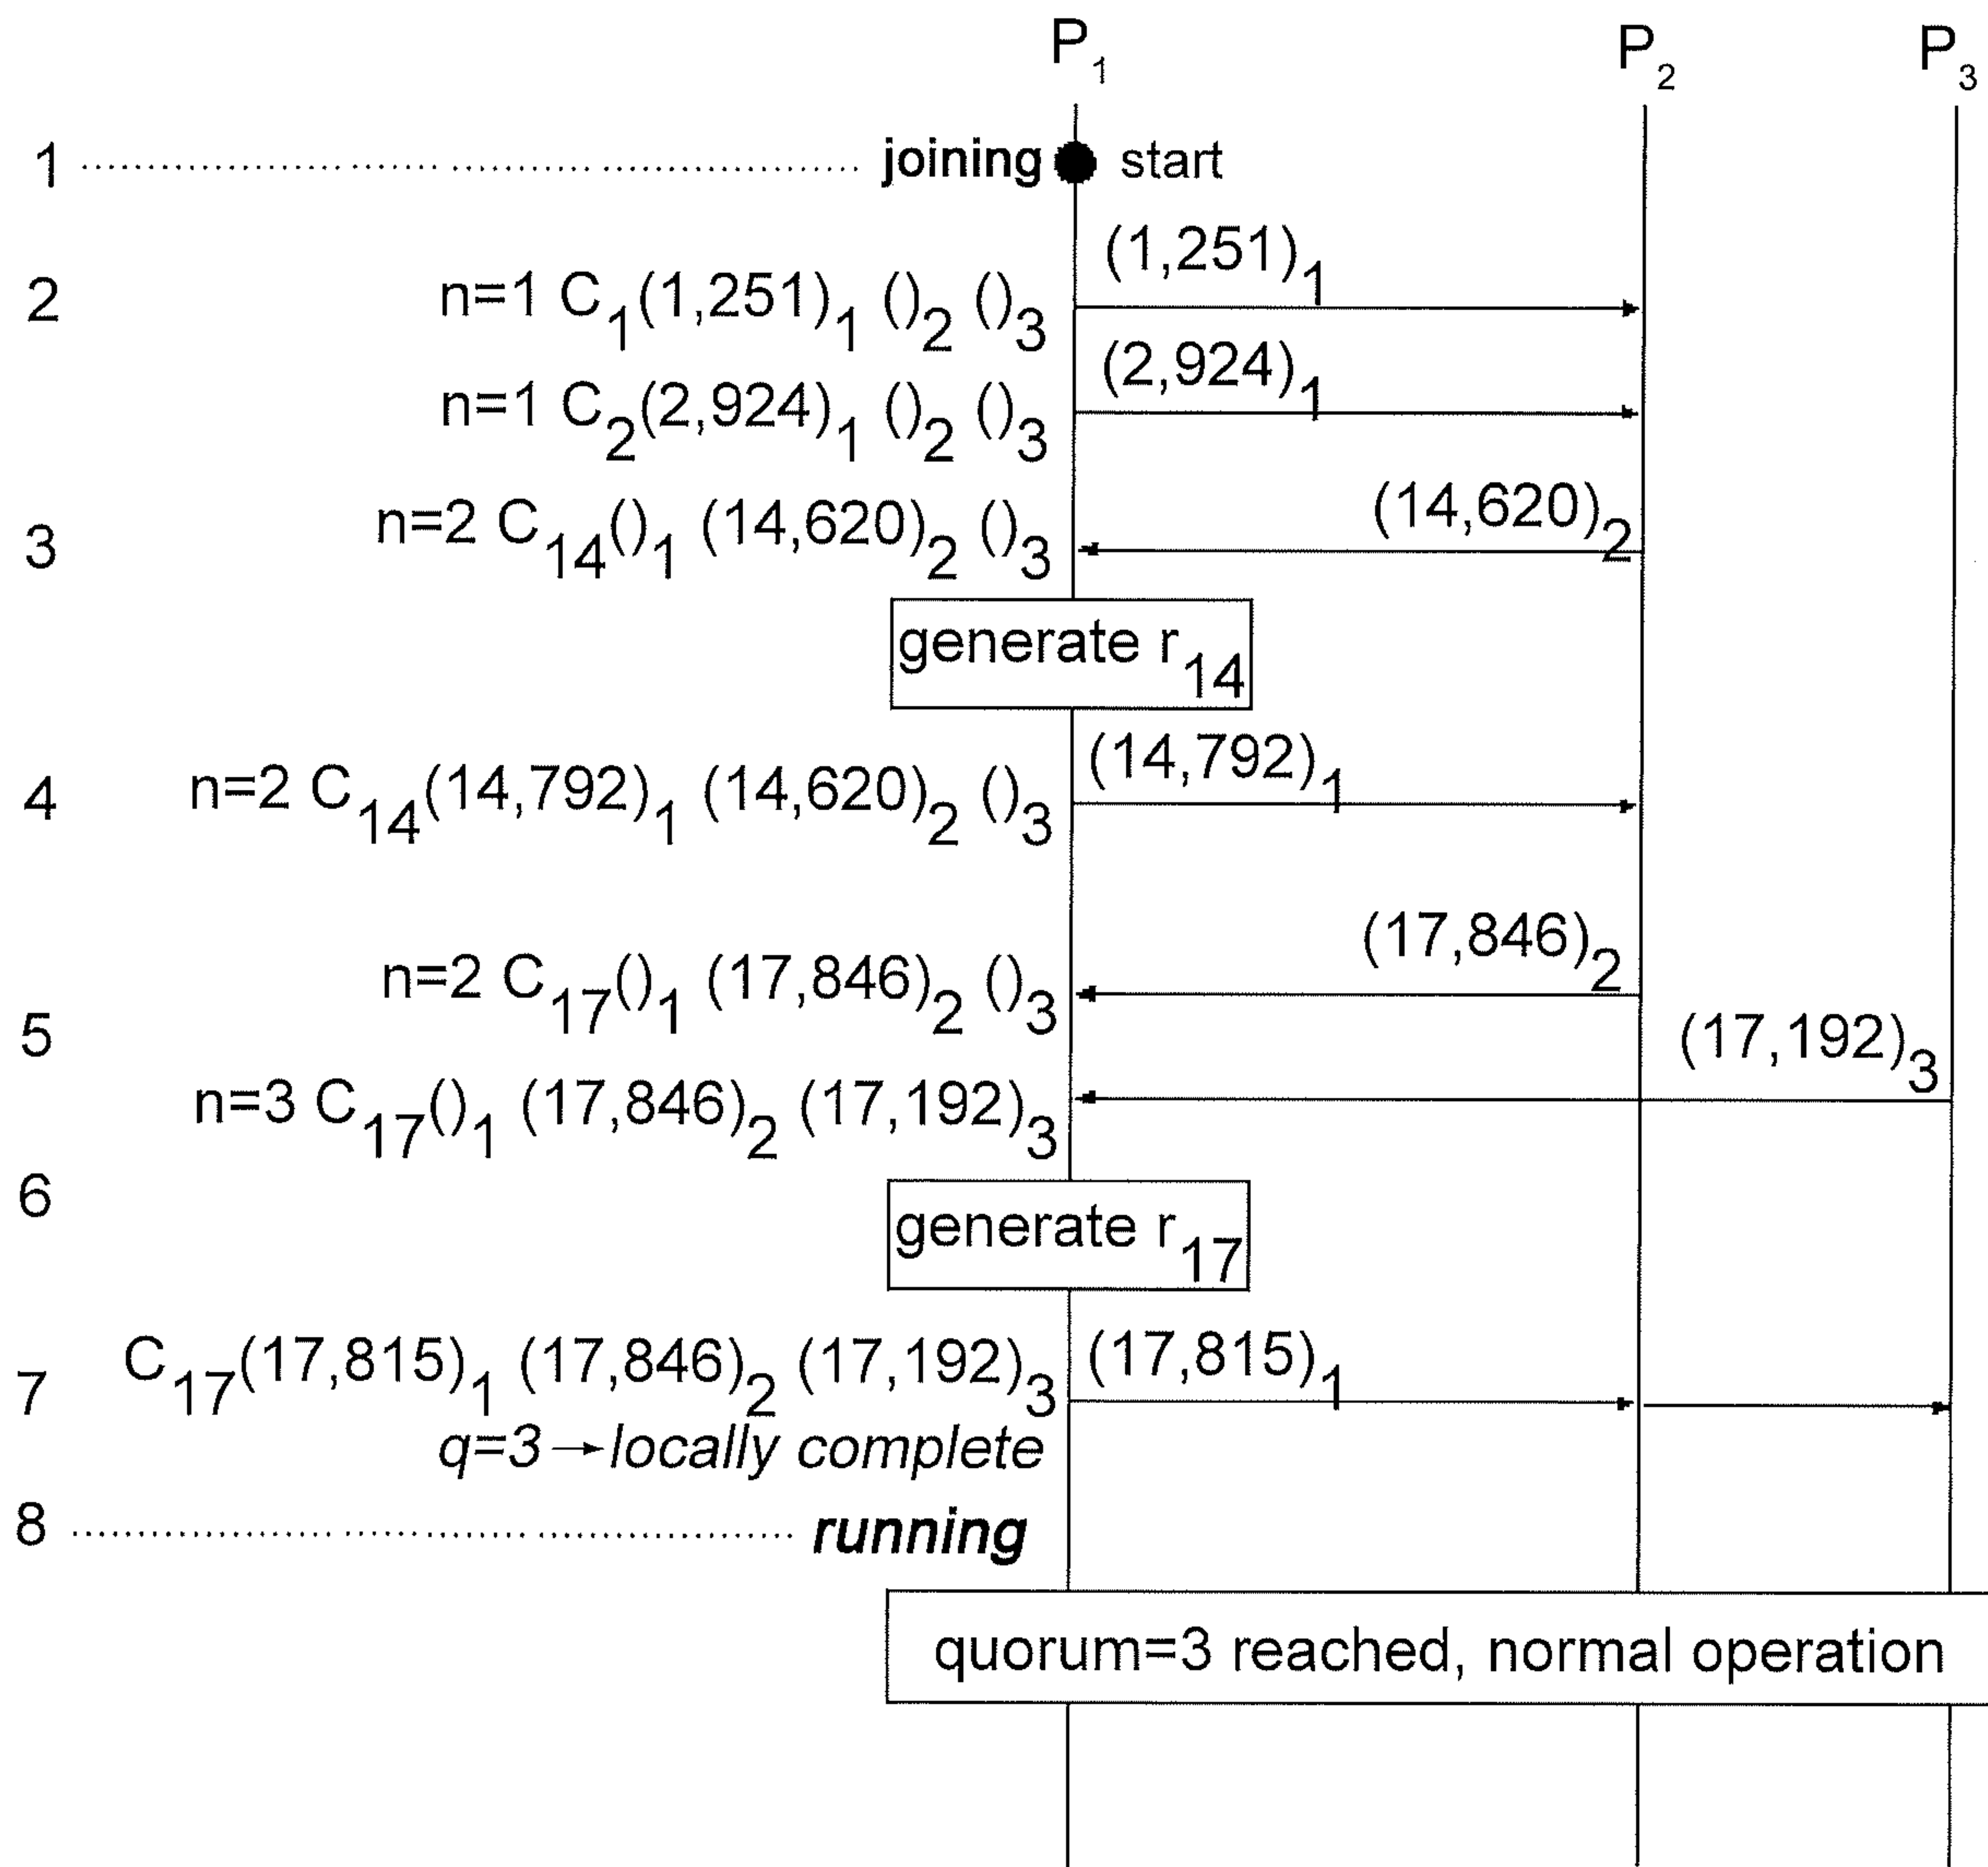 P₁ P₂ P₃
1 joining start
(1,251)₁
2 n=1 C₁(1,251)₁ ()₂ ()₃
(2,924)₁
n=1 C₂(2,924)₁ ()₂ ()₃
(14,620)₂
3 n=2 C₁₄()₁ (14,620)₂ ()₃
generate r₁₄
(14,792)₁
4 n=2 C₁₄(14,792)₁ (14,620)₂ ()₃
(17,846)₂
n=2 C₁₇()₁ (17,846)₂ ()₃
5
(17,192)₃
n=3 C₁₇()₁ (17,846)₂ (17,192)₃
6
generate r₁₇
7 C₁₇(17,815)₁ (17,846)₂ (17,192)₃ (17,815)₁
q=3→locally complete
8 running
quorum=3 reached, normal operation